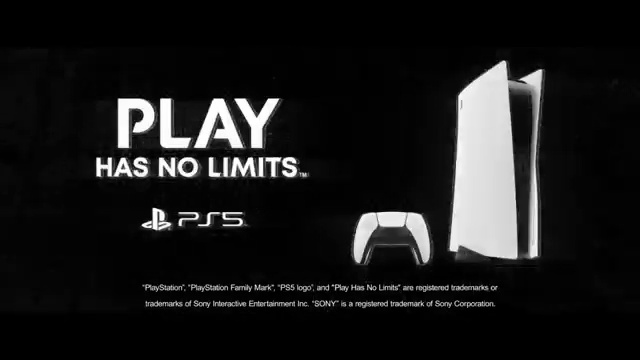 PLAY
HAS NO LIMITS™
PS5
"PlayStation", "PlayStation Family Mark", "PS5 logo", and "Play Has No Limits" are registered trademarks or
trademarks of Sony Interactive Entertainment Inc. "SONY" is a registered trademark of Sony Corporation.